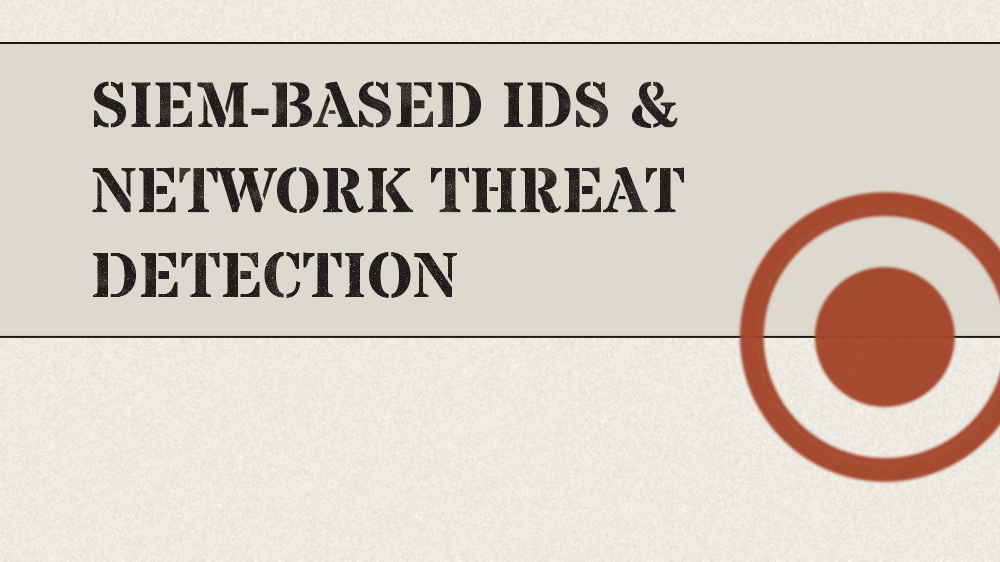 SIEM-BASED IDS &
NETWORK THREAT
DETECTION